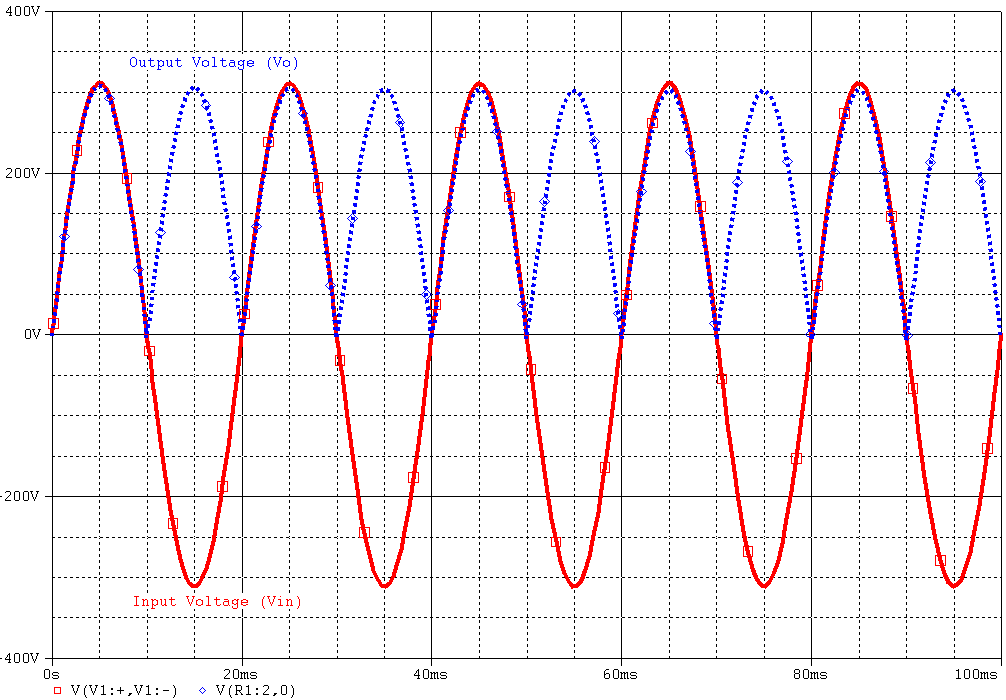 400V
Output Voltage (Vo)
200V
0V
-200V
Input Voltage (Vin)
-400V
0s 20ms 40ms 60ms 80ms 100ms
V(V1:+,V1:-) V(R1:2,0)